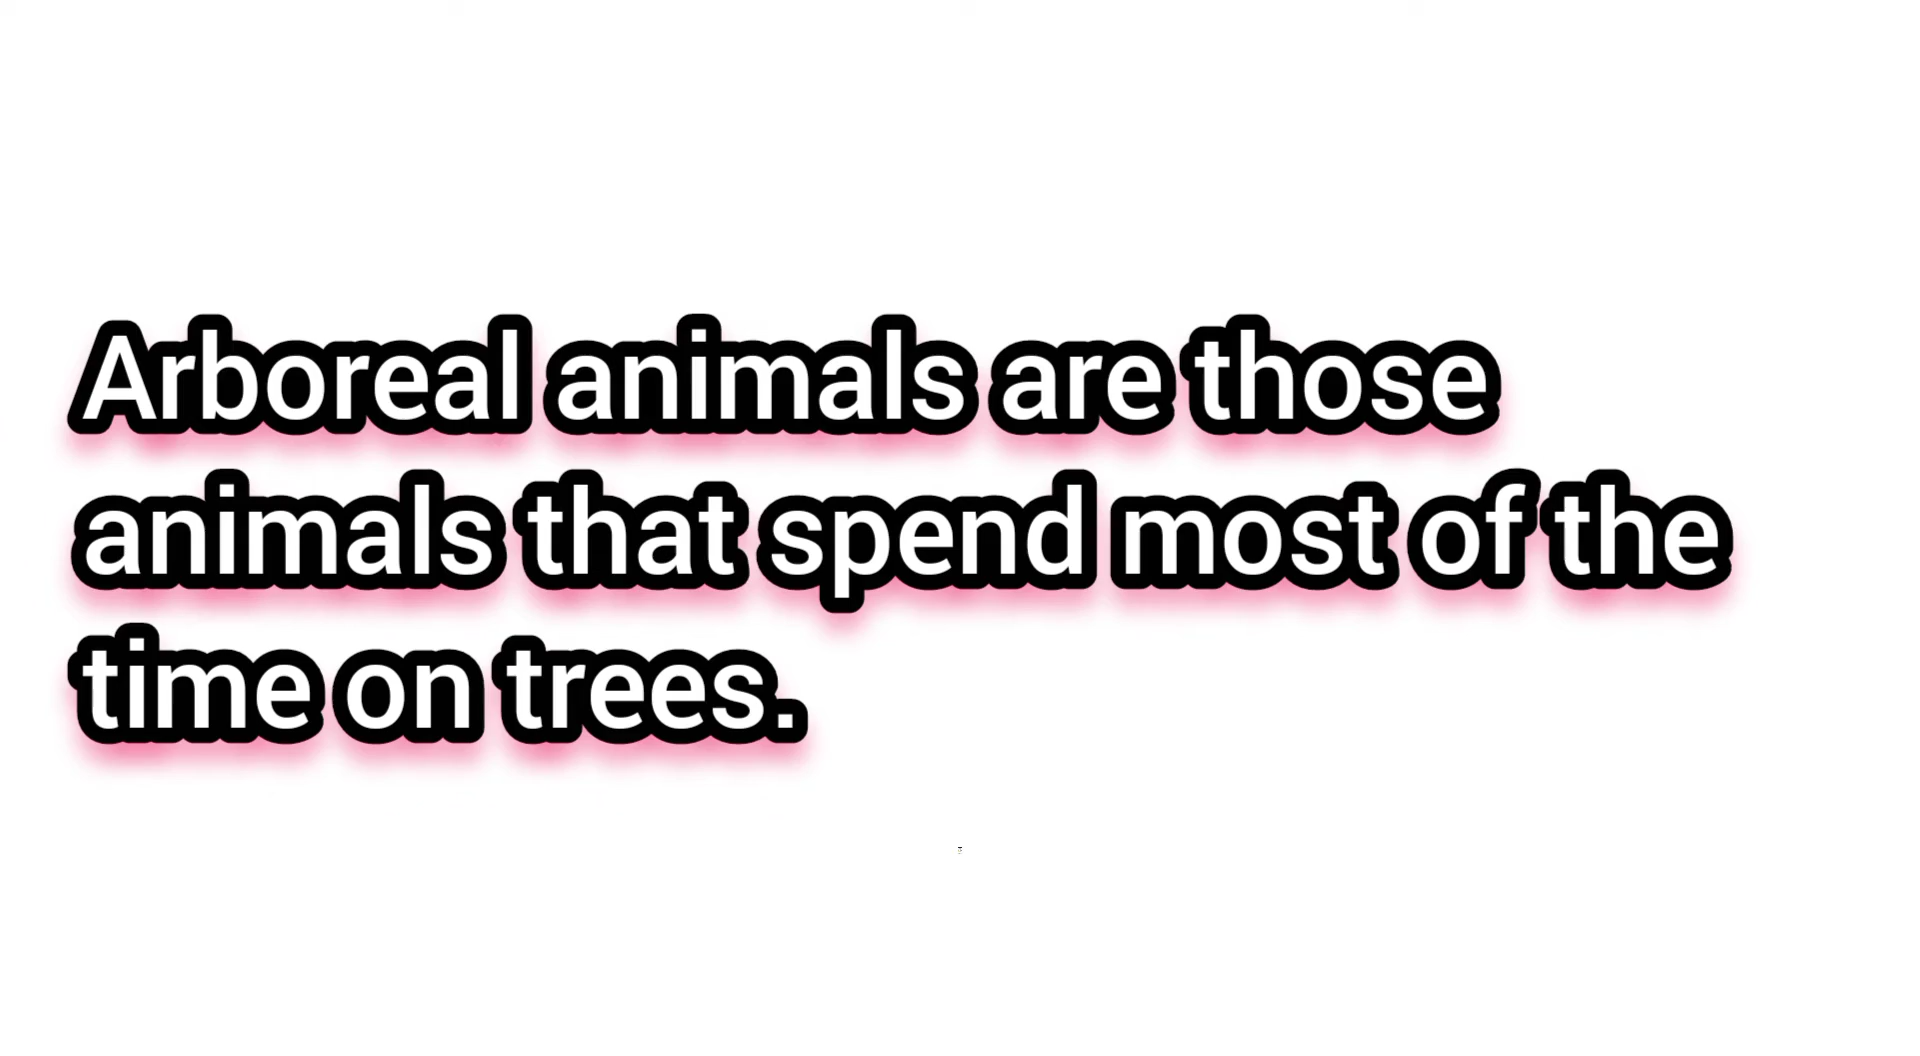 Arboreal animals are those
animals that spend most of the
time on trees.